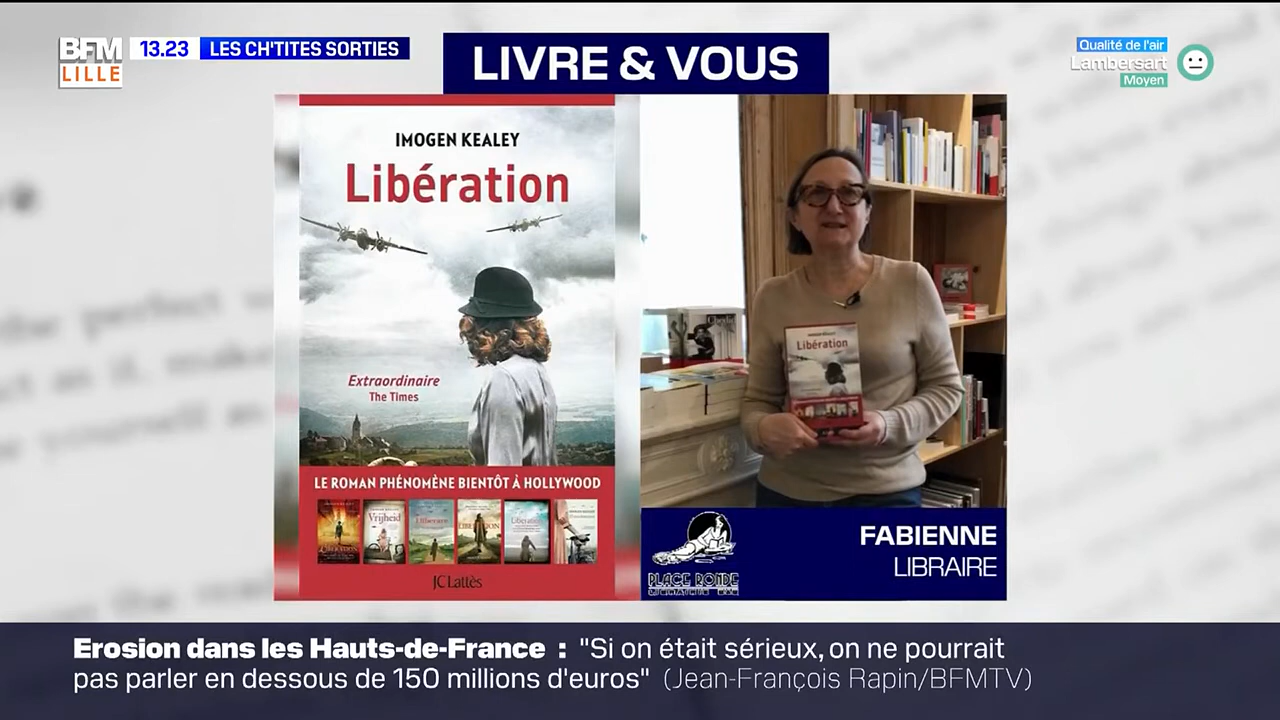 BFM
LILLE
13.23
LES CH'TITES SORTIES
LIVRE & VOUS
Qualité de l'air
Lambersart
Moyen
IMOGEN KEALEY
Libération
Extraordinaire
The Times
LE ROMAN PHÉNOMÈNE BIENTÔT À HOLLYWOOD
Vrijheid
JC Lattès
Libération
PLACE RONDE
FABIENNE
LIBRAIRE
Erosion dans les Hauts-de-France : "Si on était sérieux, on ne pourrait
pas parler en dessous de 150 millions d'euros" (Jean-François Rapin/BFMTV)